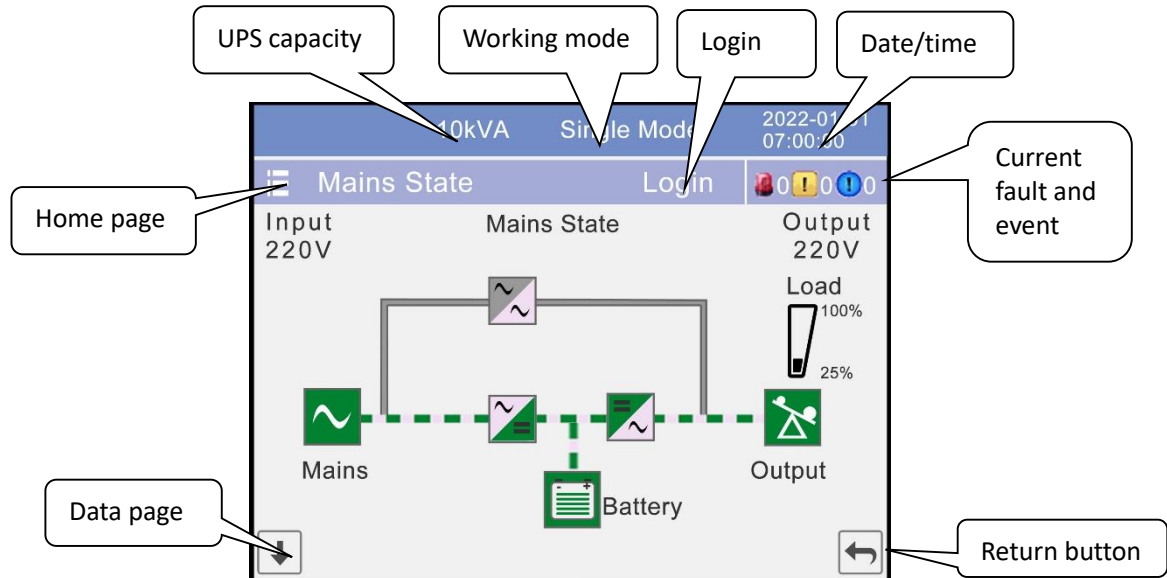 UPS capacity
Working mode
Login
Date/time
10kVA
Single Mode
2022-01-01
07:00:00
Mains State
Login
0 ! 0 ! 0
Current
fault and
event
Home page
Input
220V
Mains State
Output
220V
Load
100%
25%
Mains
Output
Battery
Data page
Return button